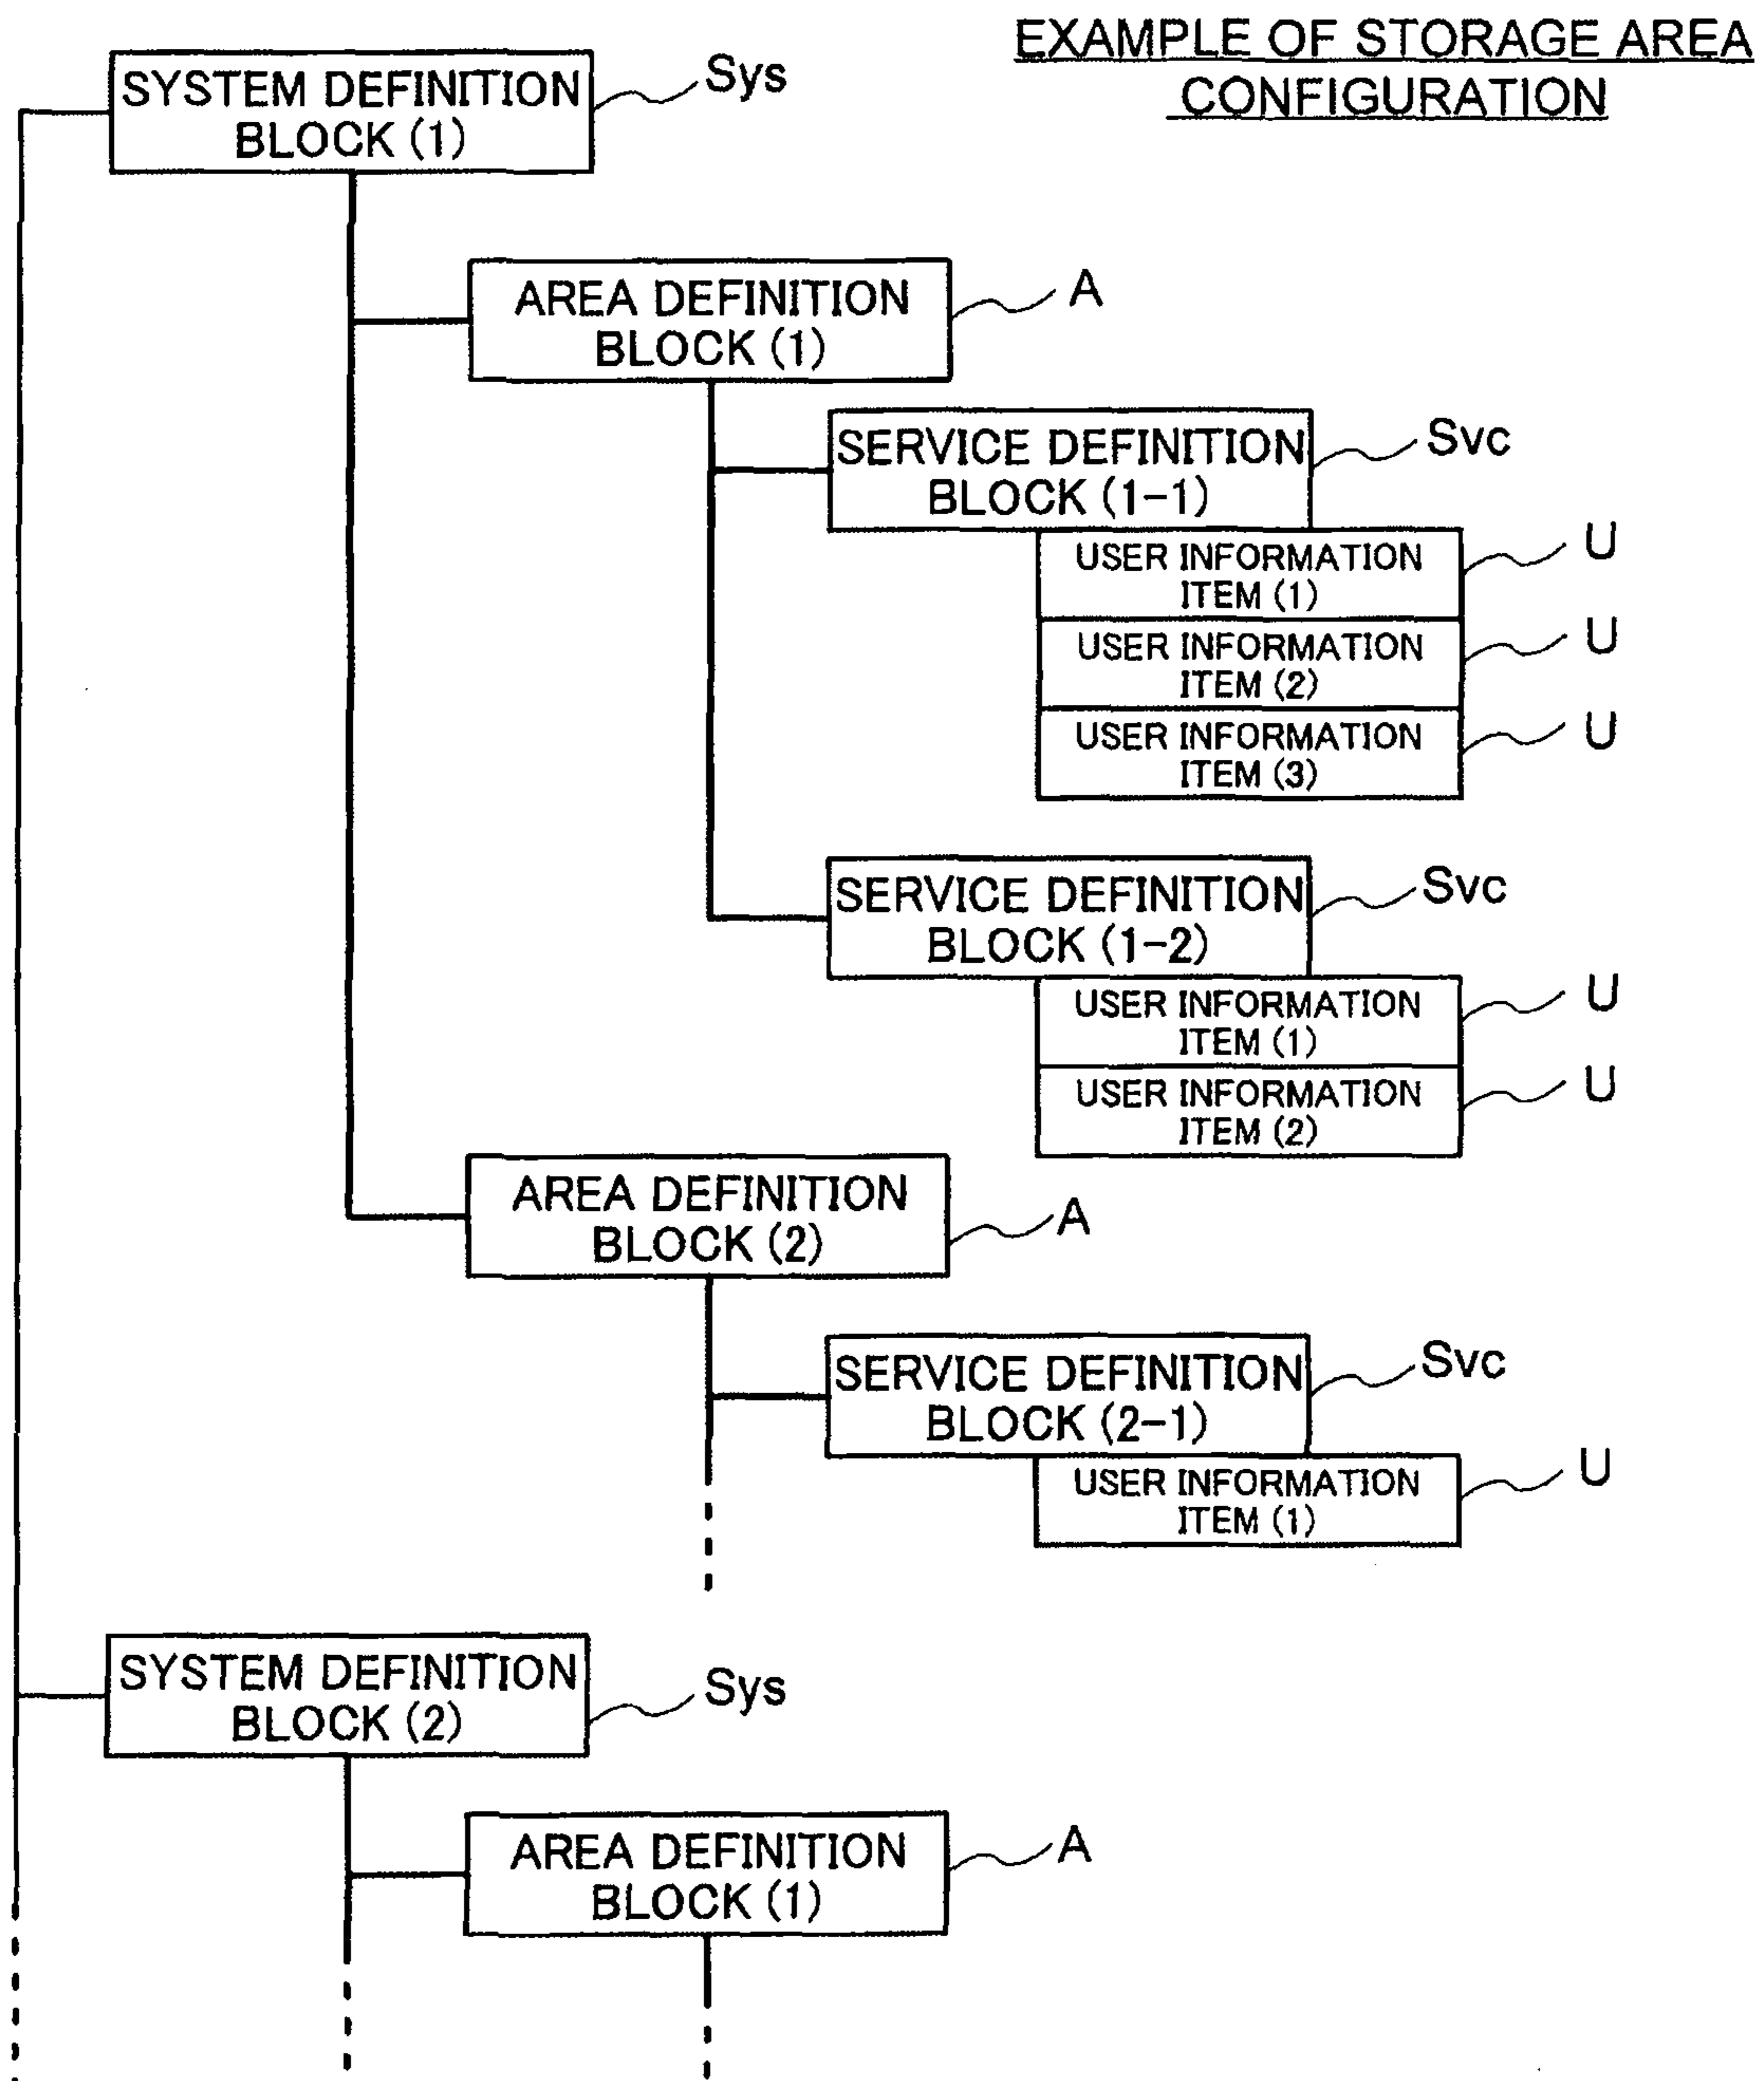 EXAMPLE OF STORAGE AREA
CONFIGURATION
SYSTEM DEFINITION
BLOCK (1)
Sys
AREA DEFINITION
BLOCK (1)
A
SERVICE DEFINITION
BLOCK (1-1)
Svc
USER INFORMATION
ITEM (1)
U
USER INFORMATION
ITEM (2)
U
USER INFORMATION
ITEM (3)
U
SERVICE DEFINITION
BLOCK (1-2)
Svc
USER INFORMATION
ITEM (1)
U
USER INFORMATION
ITEM (2)
U
AREA DEFINITION
BLOCK (2)
A
SERVICE DEFINITION
BLOCK (2-1)
Svc
USER INFORMATION
ITEM (1)
U
SYSTEM DEFINITION
BLOCK (2)
Sys
AREA DEFINITION
BLOCK (1)
A